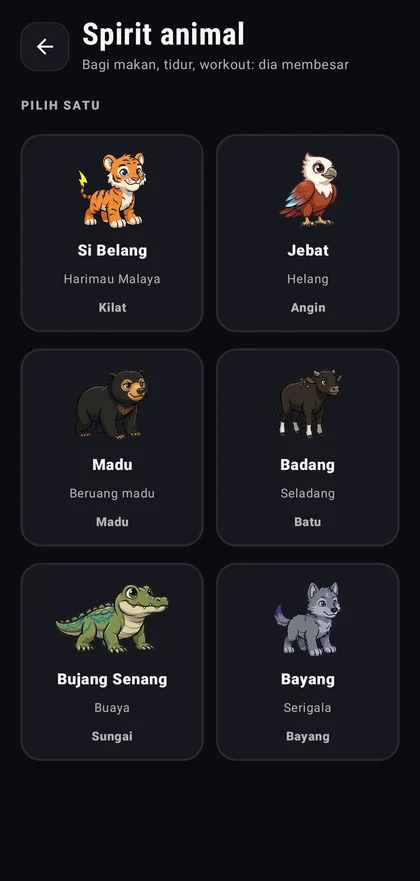 Spirit animal
Bagi makan, tidur, workout: dia membesar
PILIH SATU
Si Belang
Harimau Malaya
Kilat
Jebat
Helang
Angin
Madu
Beruang madu
Madu
Badang
Seladang
Batu
Bujang Senang
Buaya
Sungai
Bayang
Serigala
Bayang